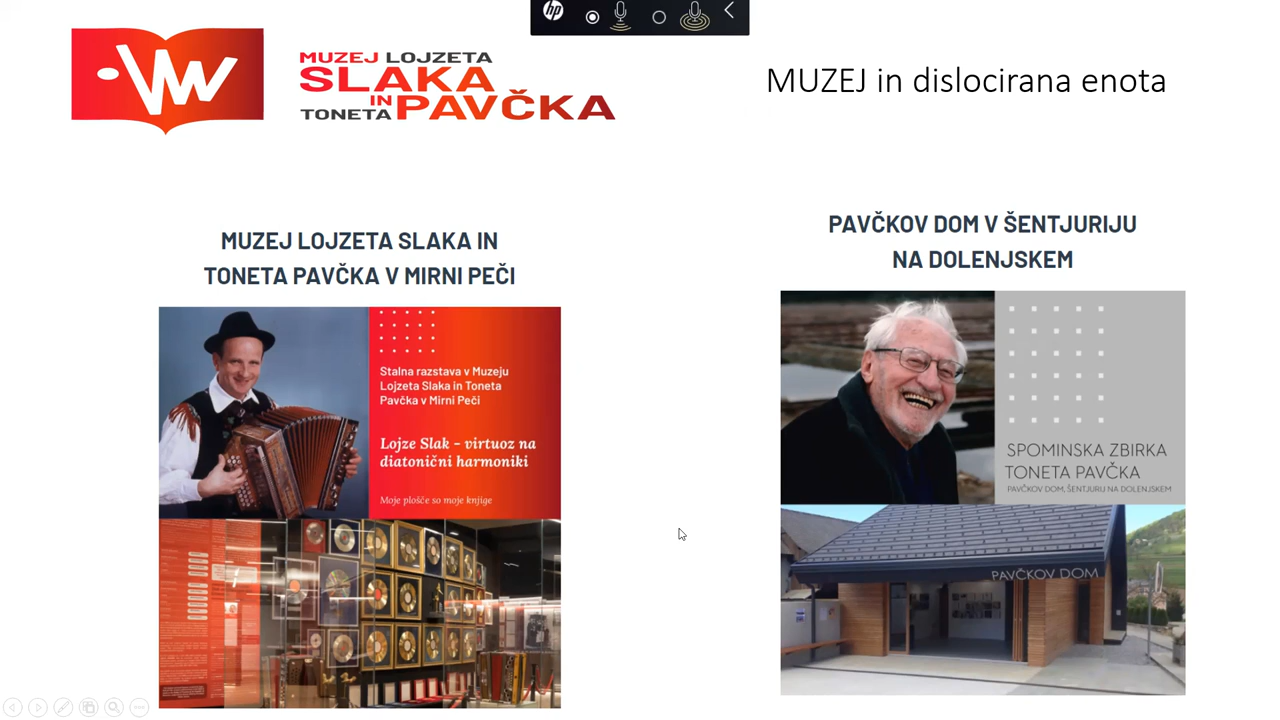 hp
MUZEJ LOJZETA
SLAKA
IN
TONETA PAVČKA
MUZEJ in dislocirana enota
MUZEJ LOJZETA SLAKA IN
TONETA PAVČKA V MIRNI PEČI
Stalna razstava v Muzeju
Lojzeta Slaka in Toneta
Pavčka v Mirni Peči
Lojze Slak - virtuoz na
diatonični harmoniki
Moje plošče so moje knjige
PAVČKOV DOM V ŠENTJURIJU
NA DOLENJSKEM
SPOMINSKA ZBIRKA
TONETA PAVČKA
PAVČKOV DOM, ŠENTJURIJ NA DOLENJSKEM
PAVČKOV DOM